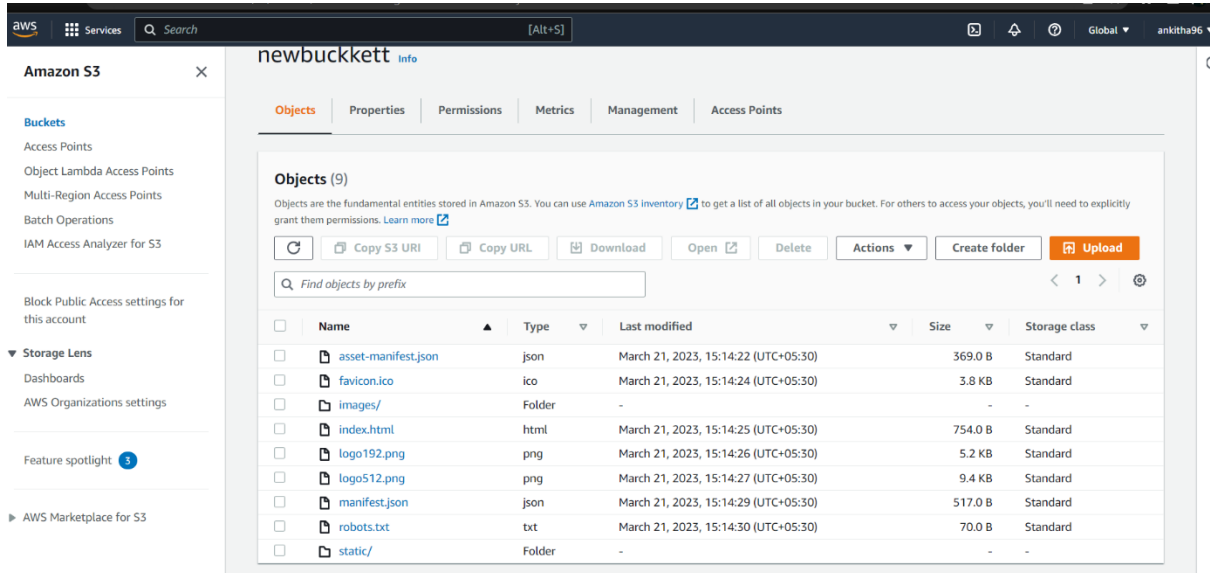 aws Services Search [Alt+S] Global ankitha96
Amazon S3
Buckets
Access Points
Object Lambda Access Points
Multi-Region Access Points
Batch Operations
IAM Access Analyzer for S3
Block Public Access settings for
this account
Storage Lens
Dashboards
AWS Organizations settings
Feature spotlight 3
AWS Marketplace for S3
newbuckkett Info
Objects Properties Permissions Metrics Management Access Points
Objects (9)
Objects are the fundamental entities stored in Amazon S3. You can use Amazon S3 inventory to get a list of all objects in your bucket. For others to access your objects, you'll need to explicitly
grant them permissions. Learn more
Copy S3 URI Copy URL Download Open Delete Actions Create folder Upload
Find objects by prefix 1
Name Type Last modified Size Storage class
asset-manifest.json json March 21, 2023, 15:14:22 (UTC+05:30) 369.0 B Standard
favicon.ico ico March 21, 2023, 15:14:24 (UTC+05:30) 3.8 KB Standard
images/ Folder - - -
index.html html March 21, 2023, 15:14:25 (UTC+05:30) 754.0 B Standard
logo192.png png March 21, 2023, 15:14:26 (UTC+05:30) 5.2 KB Standard
logo512.png png March 21, 2023, 15:14:27 (UTC+05:30) 9.4 KB Standard
manifest.json json March 21, 2023, 15:14:29 (UTC+05:30) 517.0 B Standard
robots.txt txt March 21, 2023, 15:14:30 (UTC+05:30) 70.0 B Standard
static/ Folder - - -